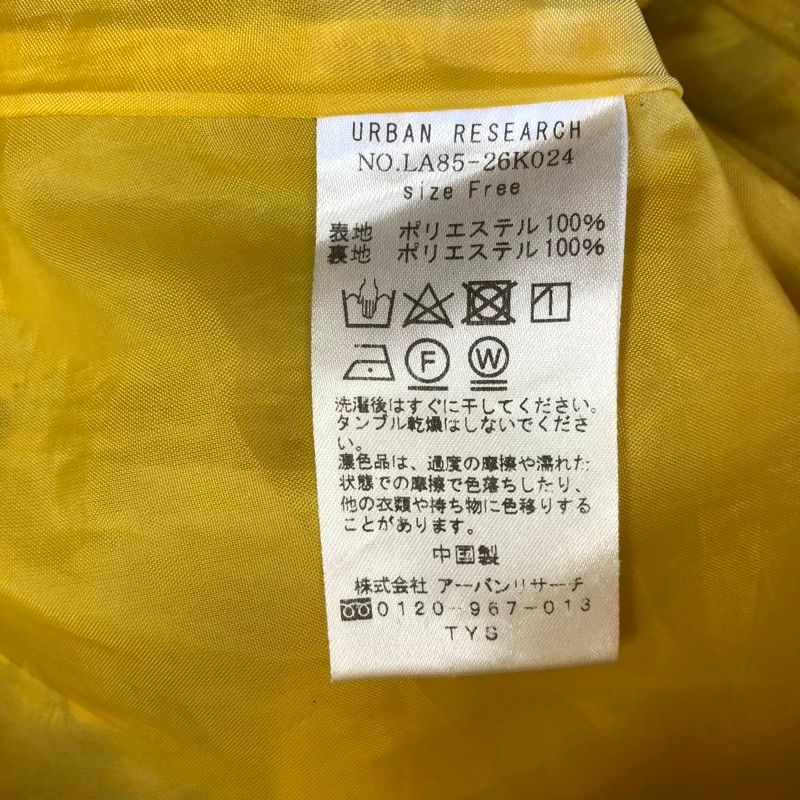 URBAN RESEARCH
NO.LA85-26K024
size Free
表地 ポリエステル100%
裏地 ポリエステル100%
F W
洗濯後はすぐに干してください。
タンブル乾燥はしないでくださ
い。
濃色品は、過度の摩擦や濡れた
状態での摩擦で色落ちしたり、
他の衣類や持ち物に色移りする
ことがあります。
中国製
株式会社 アーバンリサーチ
0120-967-013
TYS